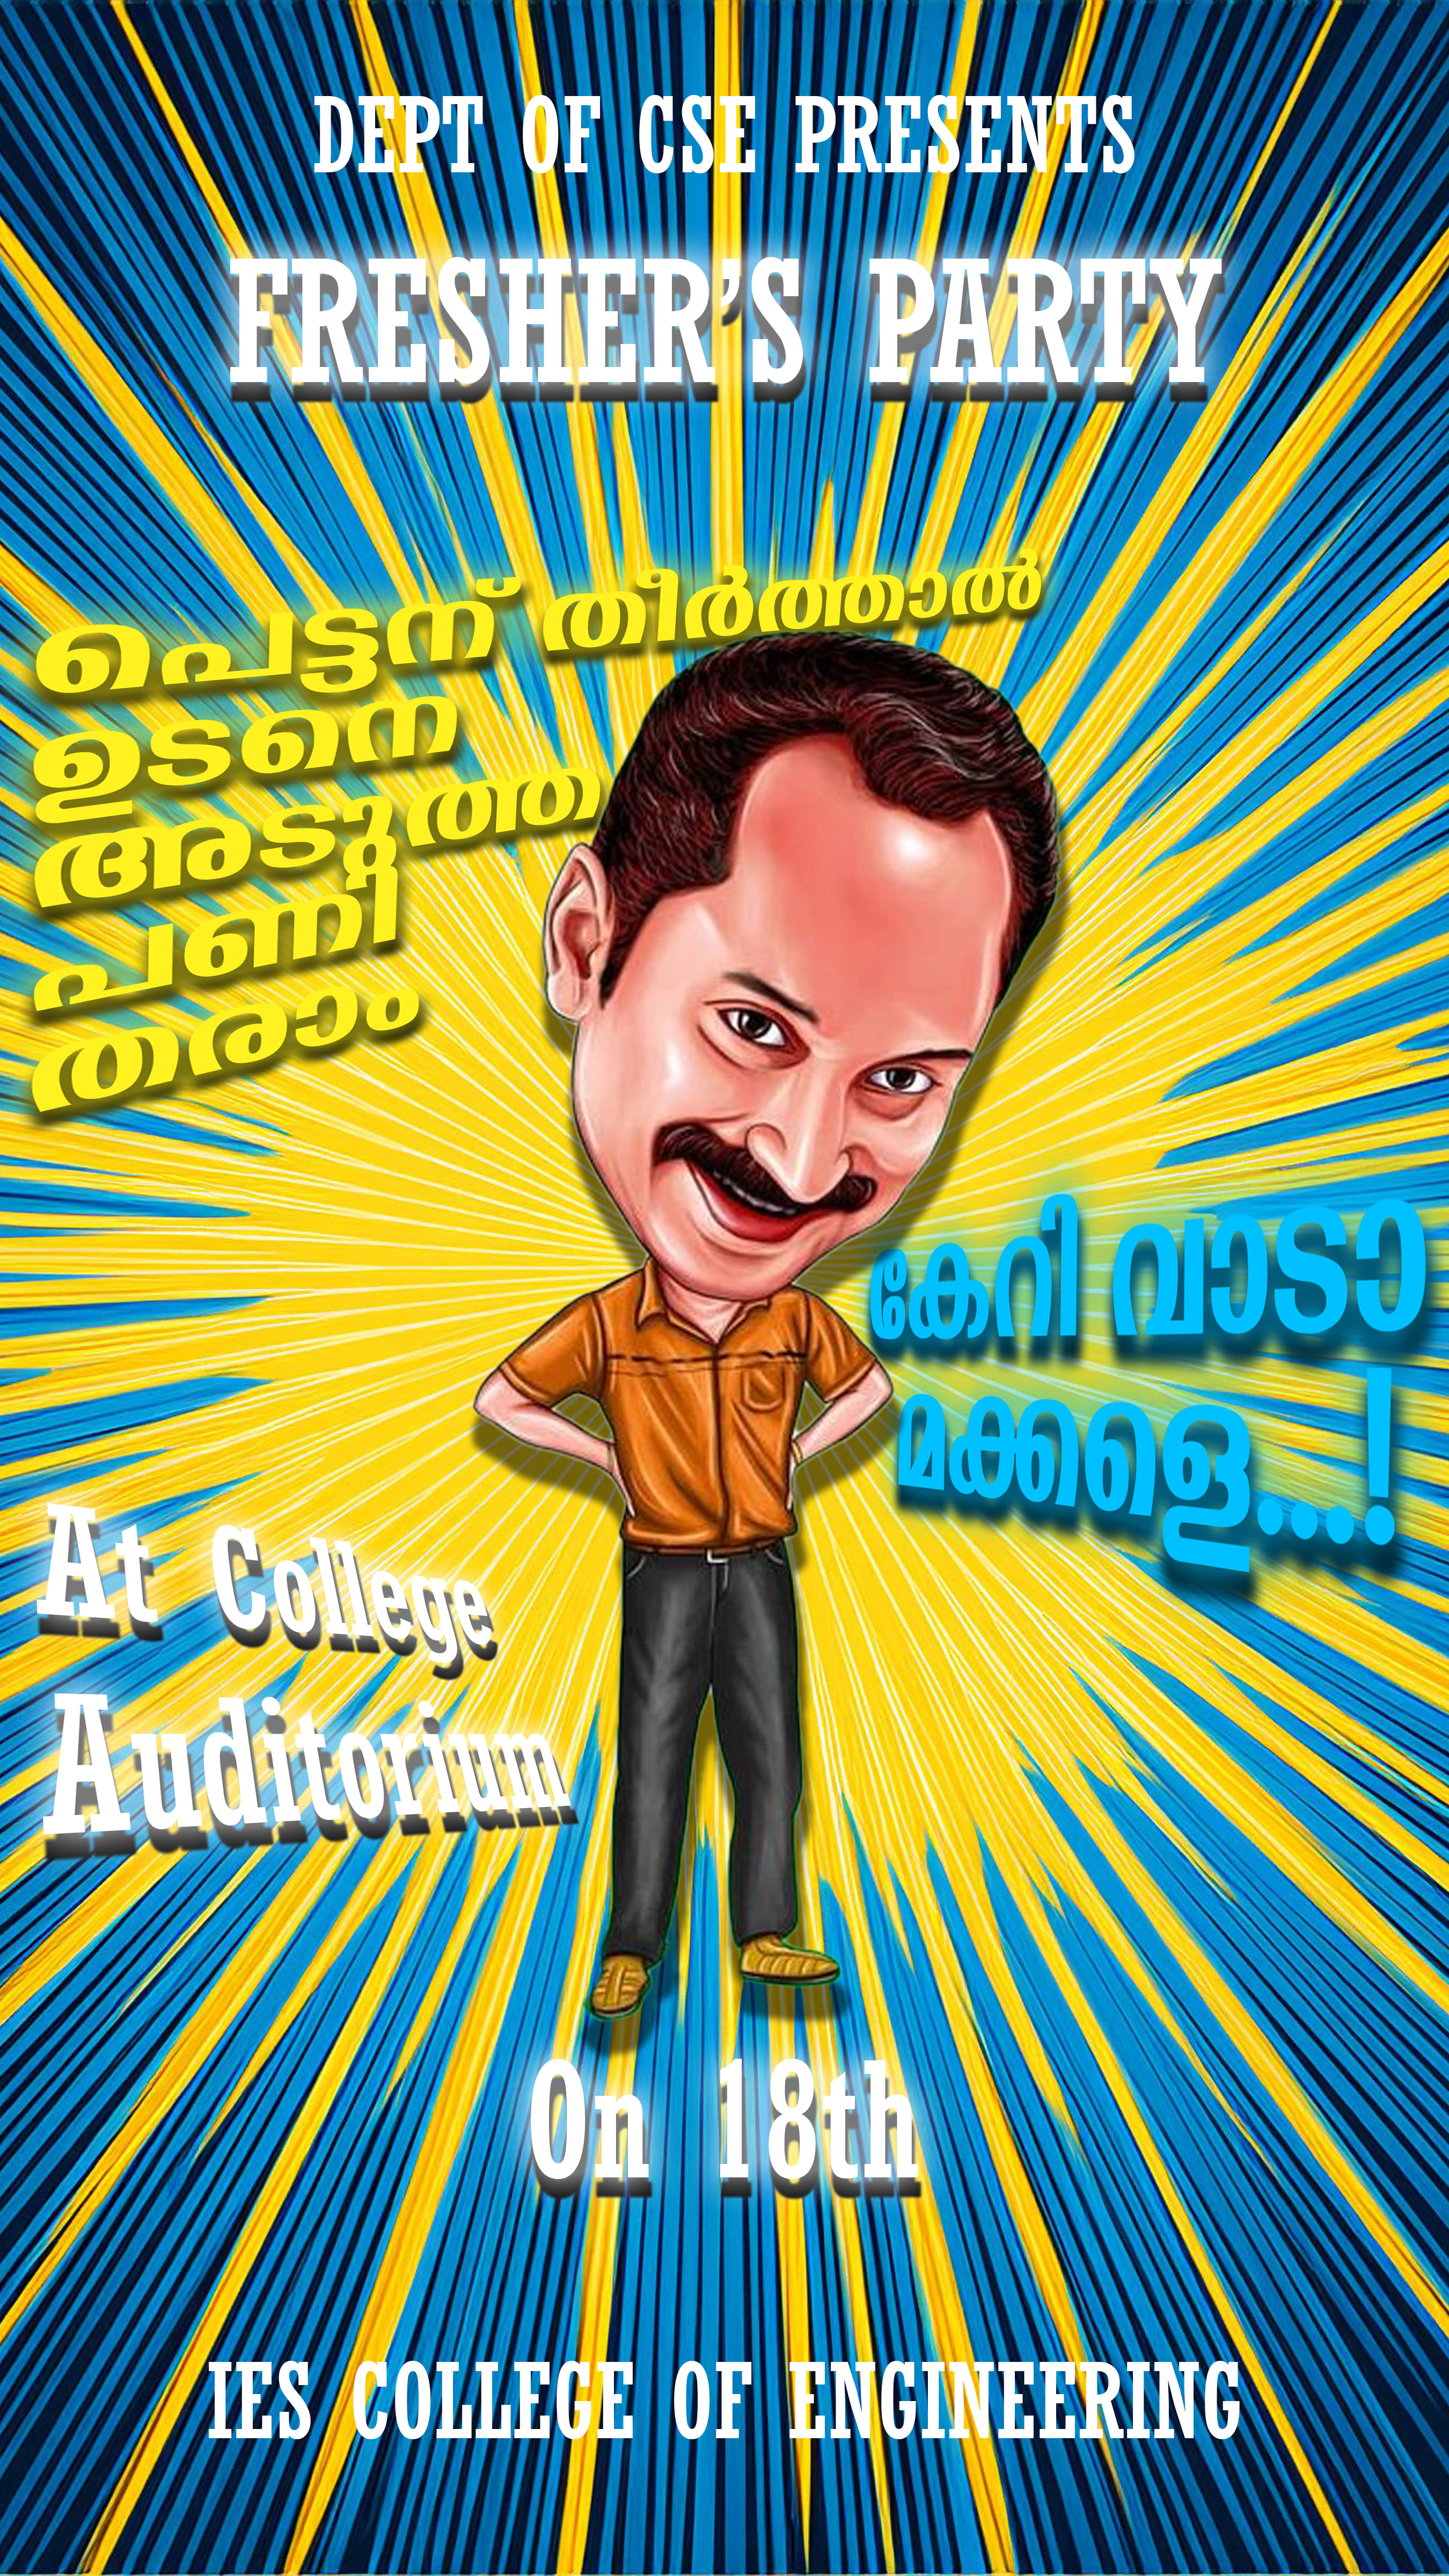 DEPT OF CSE PRESENTS
FRESHER'S PARTY
പെട്ടന് തീർത്താൽ
ഉടനെ
അടുത്ത
പണി
തരാം
കേറി വാടാ
മക്കളെ....!
At College
Auditorium
On 18th
IES COLLEGE OF ENGINEERING